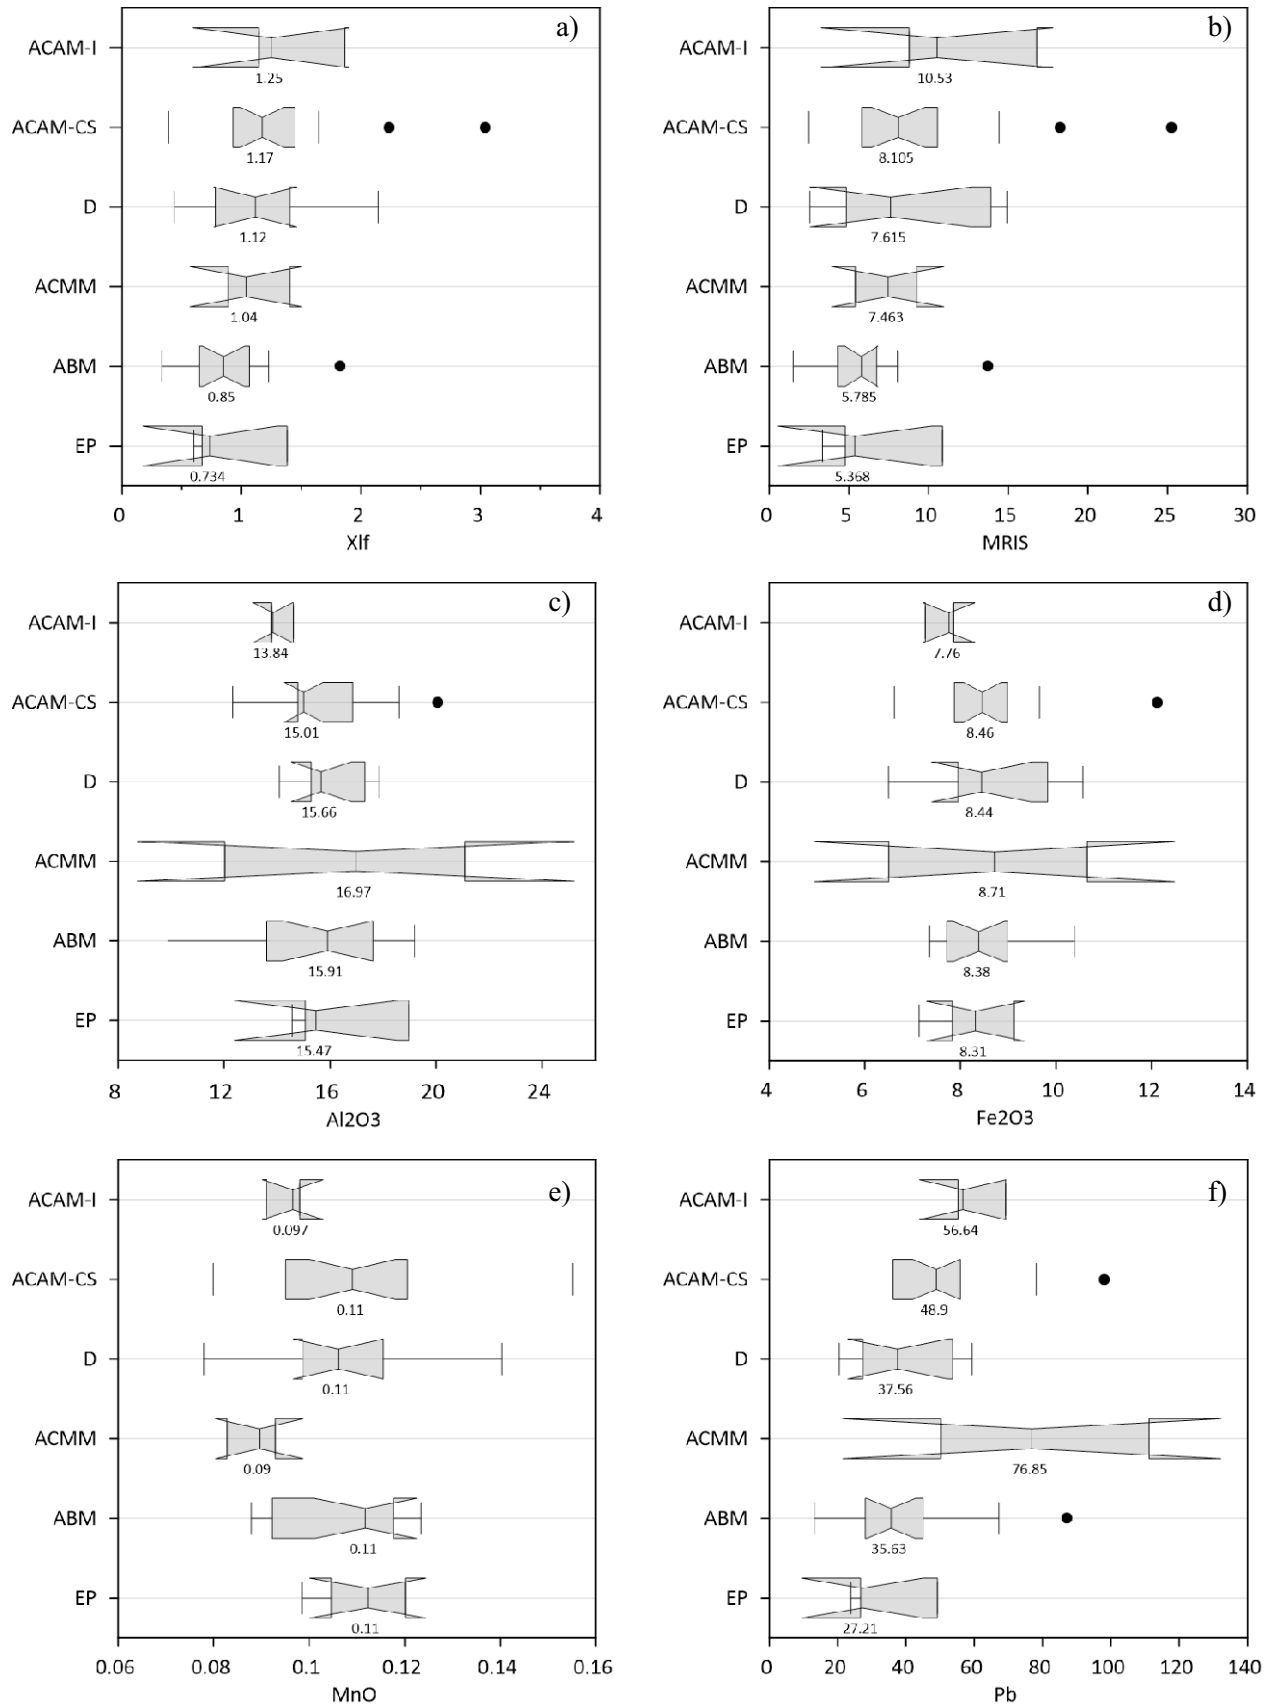 a)
ACAM-I
1.25
ACAM-CS
1.17
D
1.12
ACMM
1.04
ABM
0.85
EP
0.734
0 1 2 3 4
Xlf
b)
ACAM-I
10.53
ACAM-CS
8.105
D
7.615
ACMM
7.463
ABM
5.785
EP
5.368
0 5 10 15 20 25 30
MRIS
c)
ACAM-I
13.84
ACAM-CS
15.01
D
15.66
ACMM
16.97
ABM
15.91
EP
15.47
8 12 16 20 24
Al2O3
d)
ACAM-I
7.76
ACAM-CS
8.46
D
8.44
ACMM
8.71
ABM
8.38
EP
8.31
4 6 8 10 12 14
Fe2O3
e)
ACAM-I
0.097
ACAM-CS
0.11
D
0.11
ACMM
0.09
ABM
0.11
EP
0.11
0.06 0.08 0.1 0.12 0.14 0.16
MnO
f)
ACAM-I
56.64
ACAM-CS
48.9
D
37.56
ACMM
76.85
ABM
35.63
EP
27.21
0 20 40 60 80 100 120 140
Pb